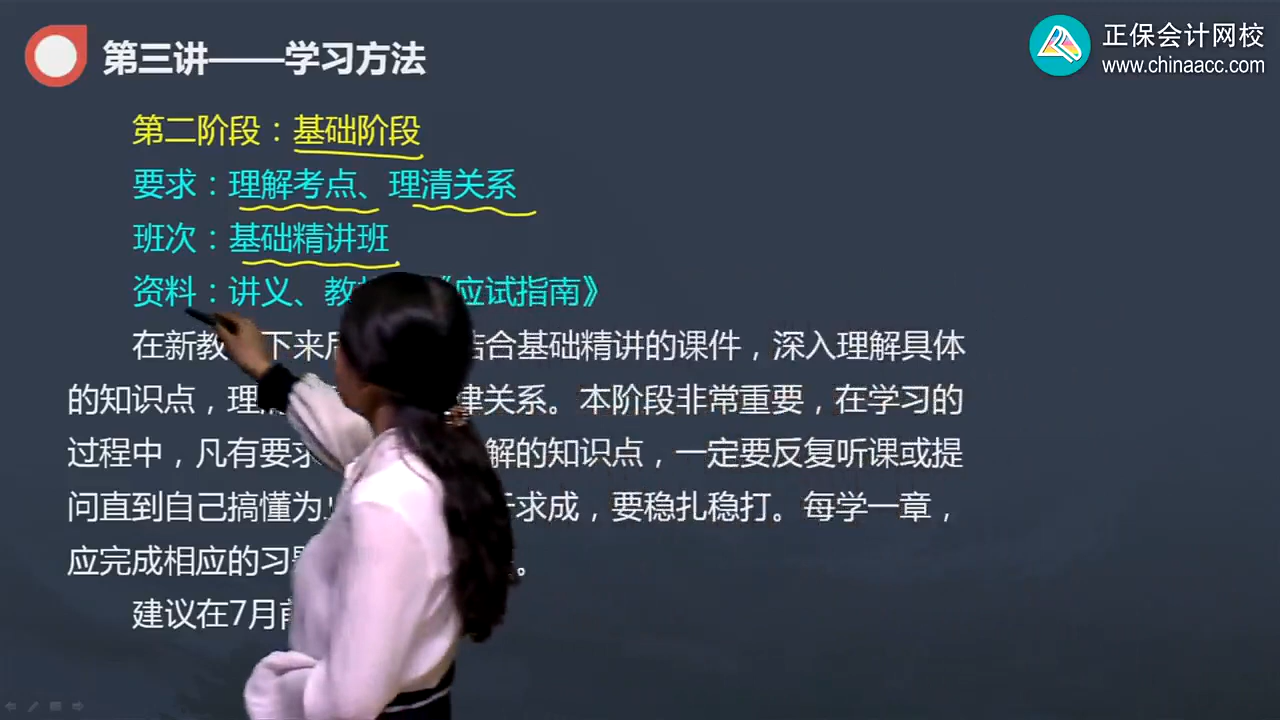 第三讲——学习方法
正保会计网校
www.chinaacc.com
第二阶段：基础阶段
要求：理解考点、理清关系
班次：基础精讲班
资料：讲义、教 《应试指南》
在新教 下来 结合基础精讲的课件，深入理解具体
的知识点，理 律关系。本阶段非常重要，在学习的
过程中，凡有要求 解的知识点，一定要反复听课或提
问直到自己搞懂为 求成，要稳扎稳打。每学一章，
应完成相应的习 。
建议在7月